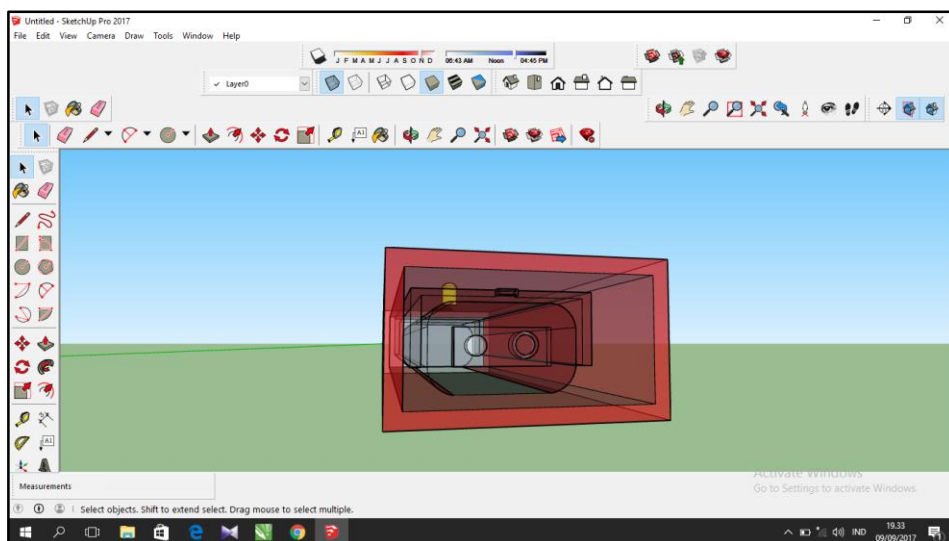 Untitled - SketchUp Pro 2017
File Edit View Camera Draw Tools Window Help
J F M A M J J A S O N D 06:43 AM Noon 04:45 PM
Layer0
A1
A1
Measurements
Activate Windows
Go to Settings to activate Windows.
Select objects. Shift to extend select. Drag mouse to select multiple.
IND
19.33
09/09/2017